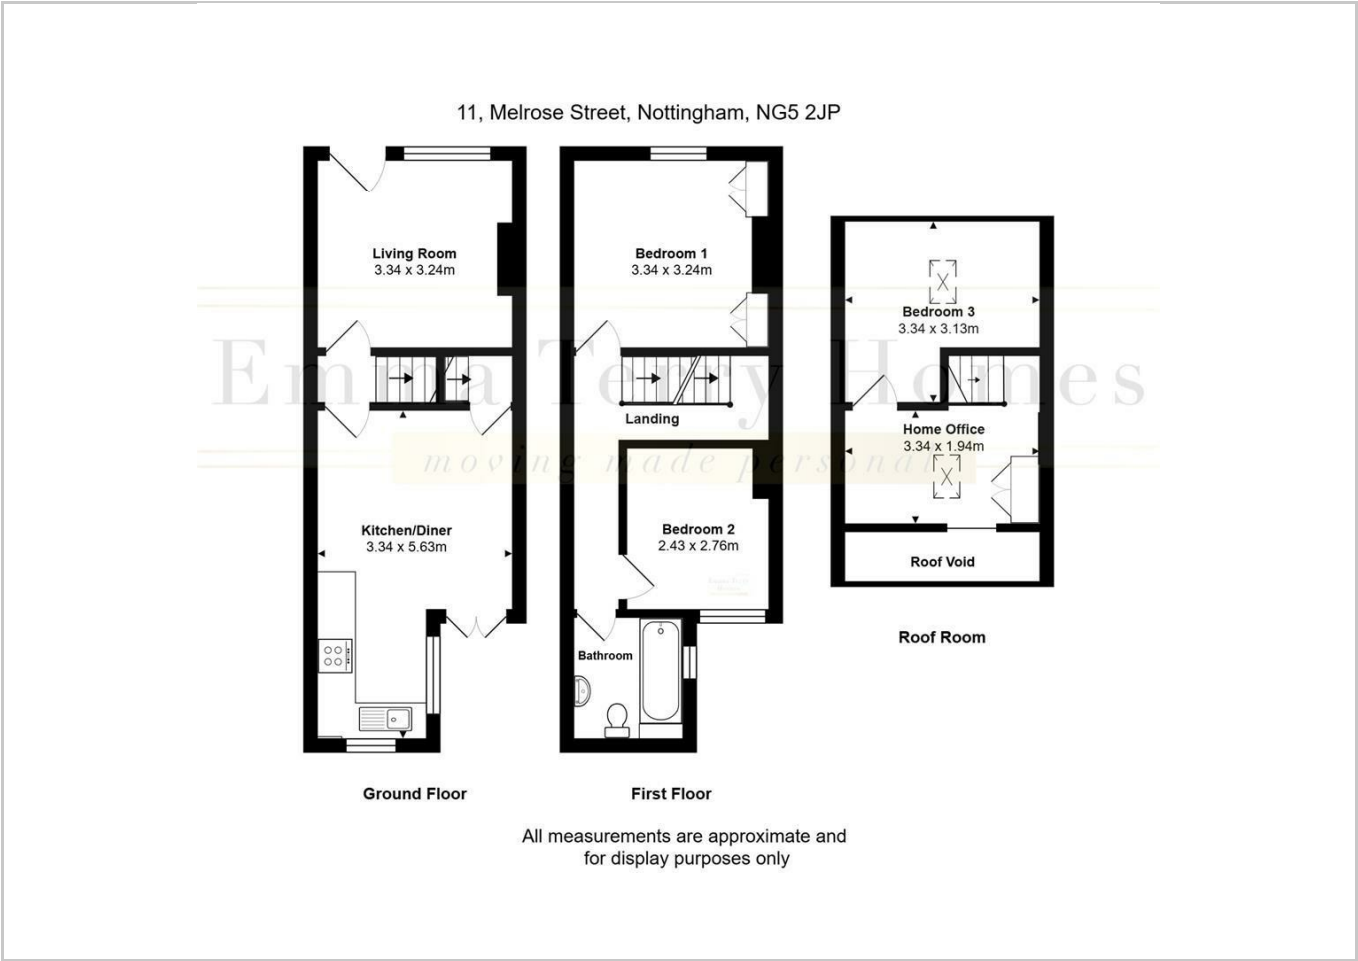 11, Melrose Street, Nottingham, NG5 2JP
Living Room
3.34 x 3.24m
Kitchen/Diner
3.34 x 5.63m
Ground Floor
Bedroom 1
3.34 x 3.24m
Landing
Bedroom 2
2.43 x 2.76m
Bathroom
First Floor
Bedroom 3
3.34 x 3.13m
Home Office
3.34 x 1.94m
Roof Void
Roof Room
Emma Terry Homes
moving made personal
All measurements are approximate and
for display purposes only